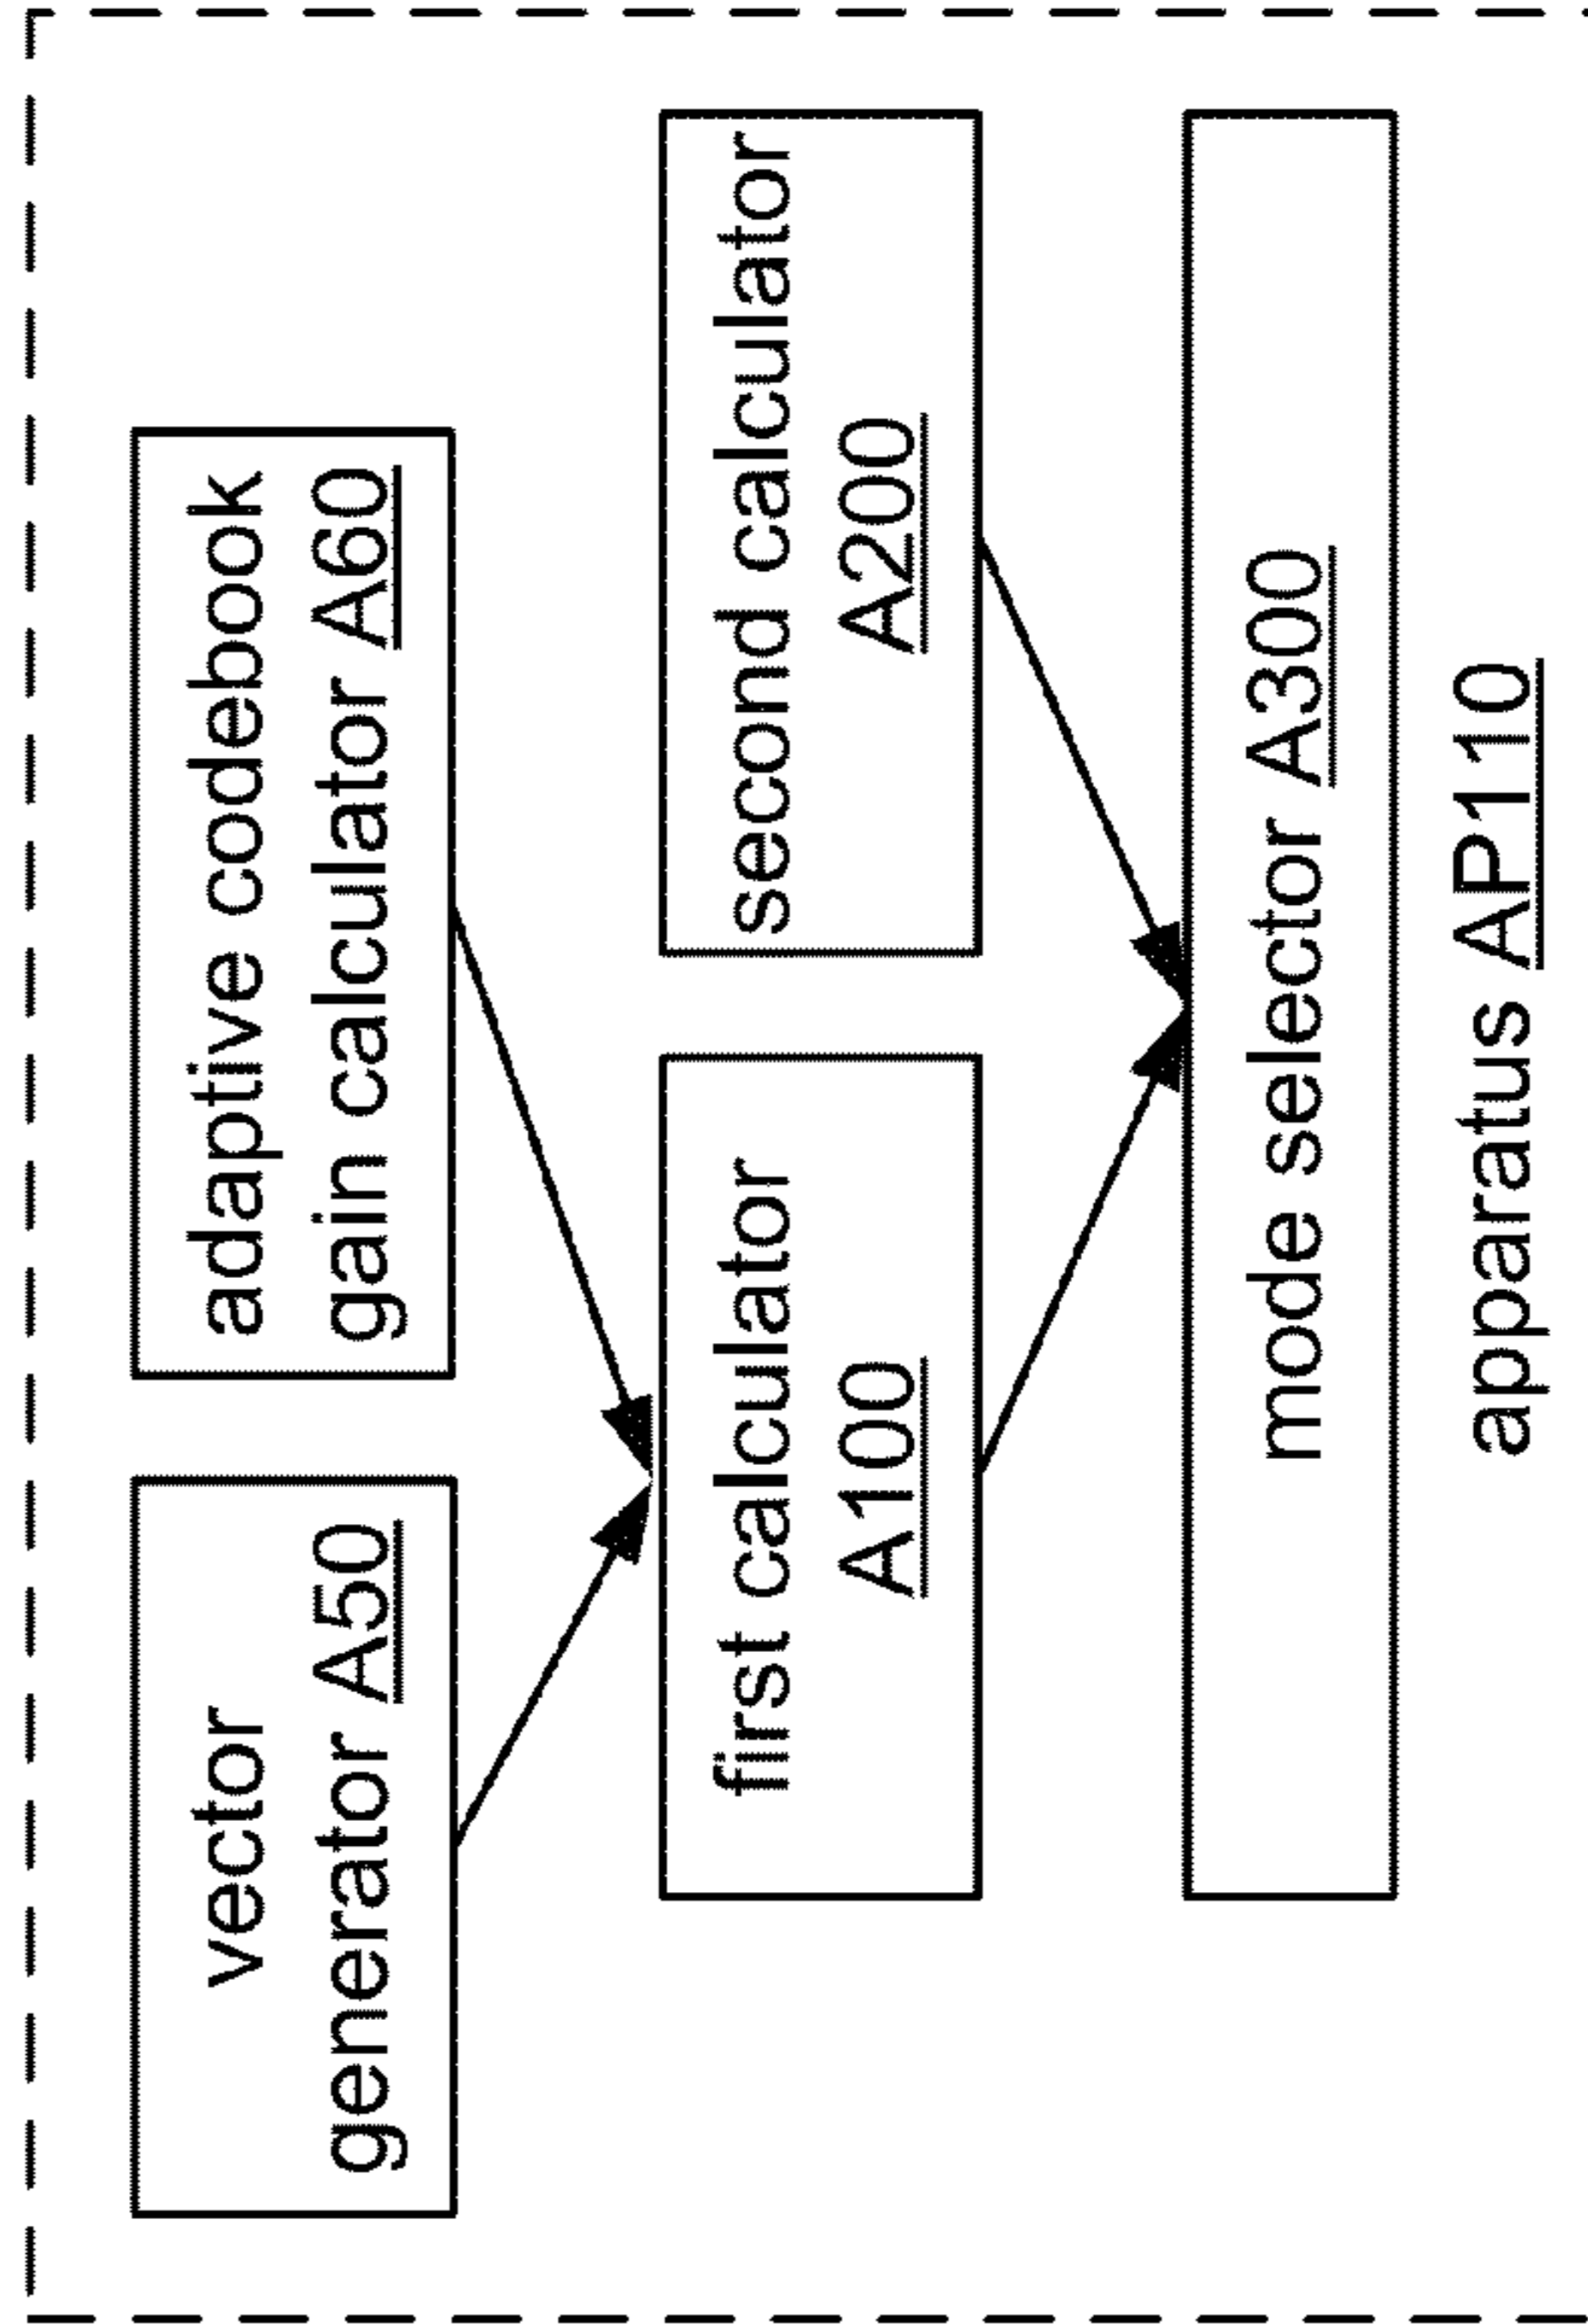 vector
generator A50
adaptive codebook
gain calculator A60
first calculator
A100
second calculator
A200
mode selector A300
apparatus AP110